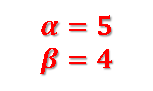 α = 5
β = 4